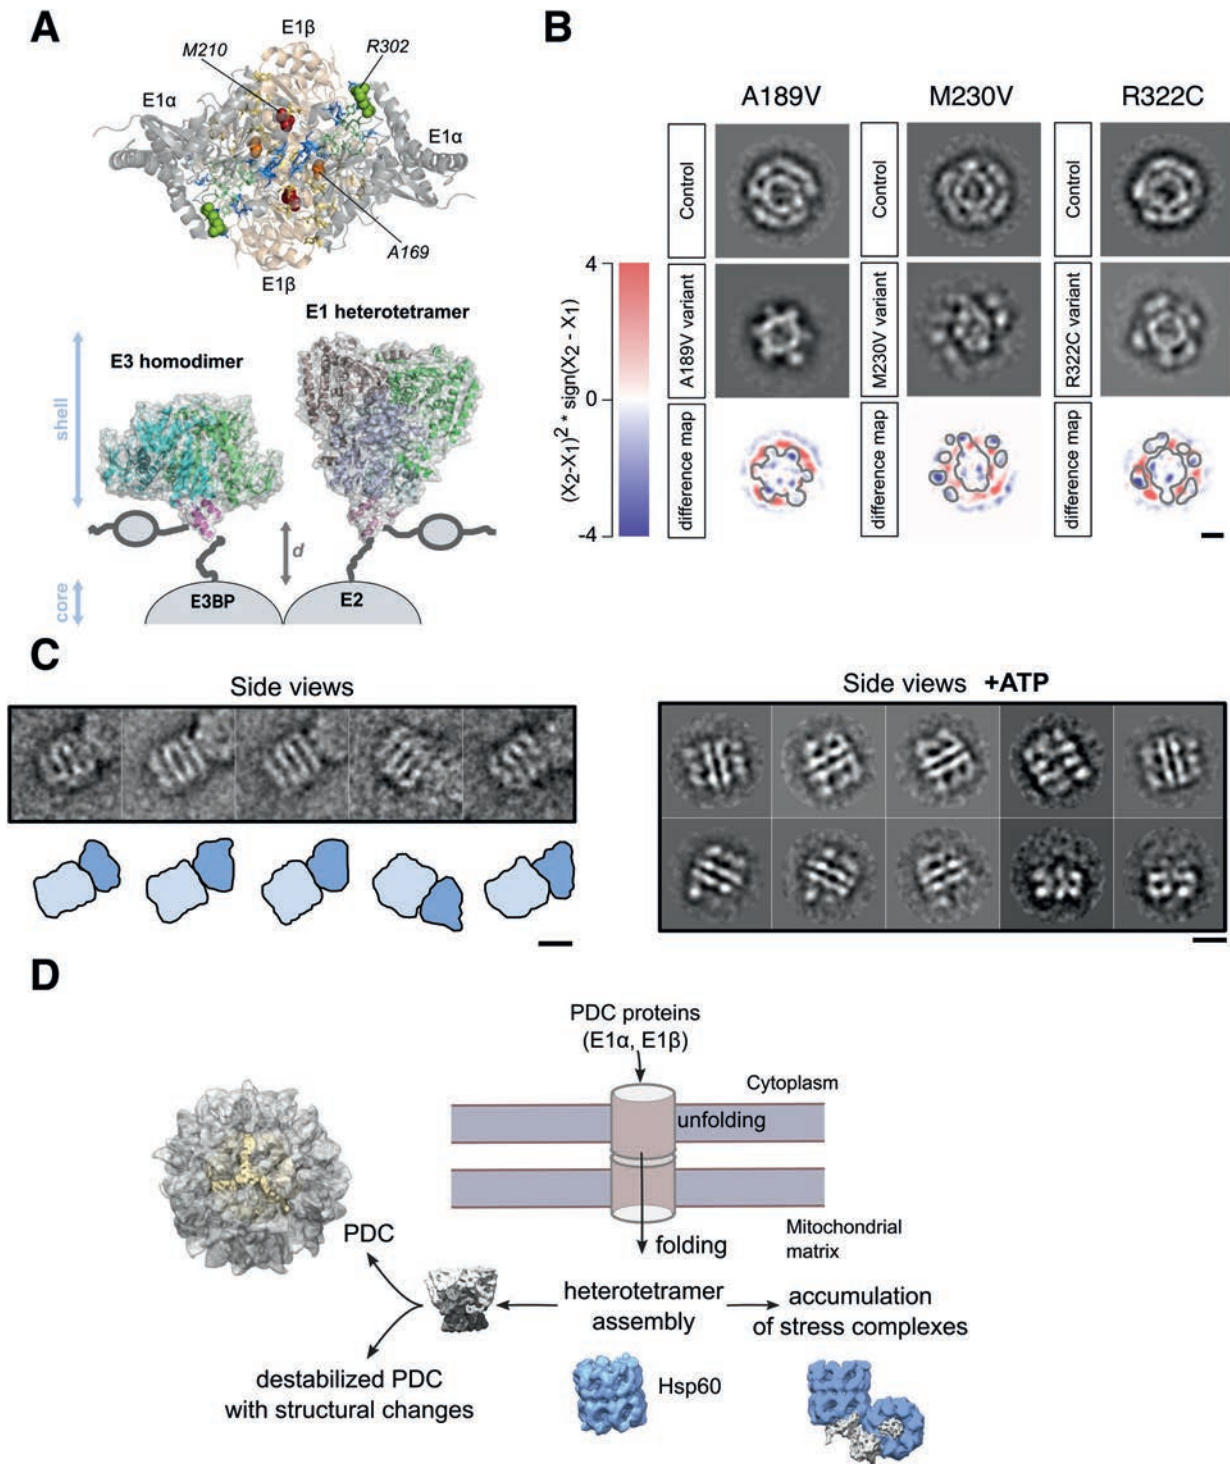 A
E1β
M210
R302
E1α
E1α
A169
E1β
E1 heterotetramer
E3 homodimer
shell
d
core
E3BP
E2
B
A189V
M230V
R322C
Control
Control
Control
A189V variant
M230V variant
R322C variant
difference map
difference map
difference map
4
0
-4
(X₂-X₁)² * sign(X₂ - X₁)
C
Side views
Side views +ATP
D
PDC proteins
(E1α, E1β)
Cytoplasm
unfolding
Mitochondrial
matrix
folding
PDC
heterotetramer
assembly
accumulation
of stress complexes
destabilized PDC
with structural changes
Hsp60